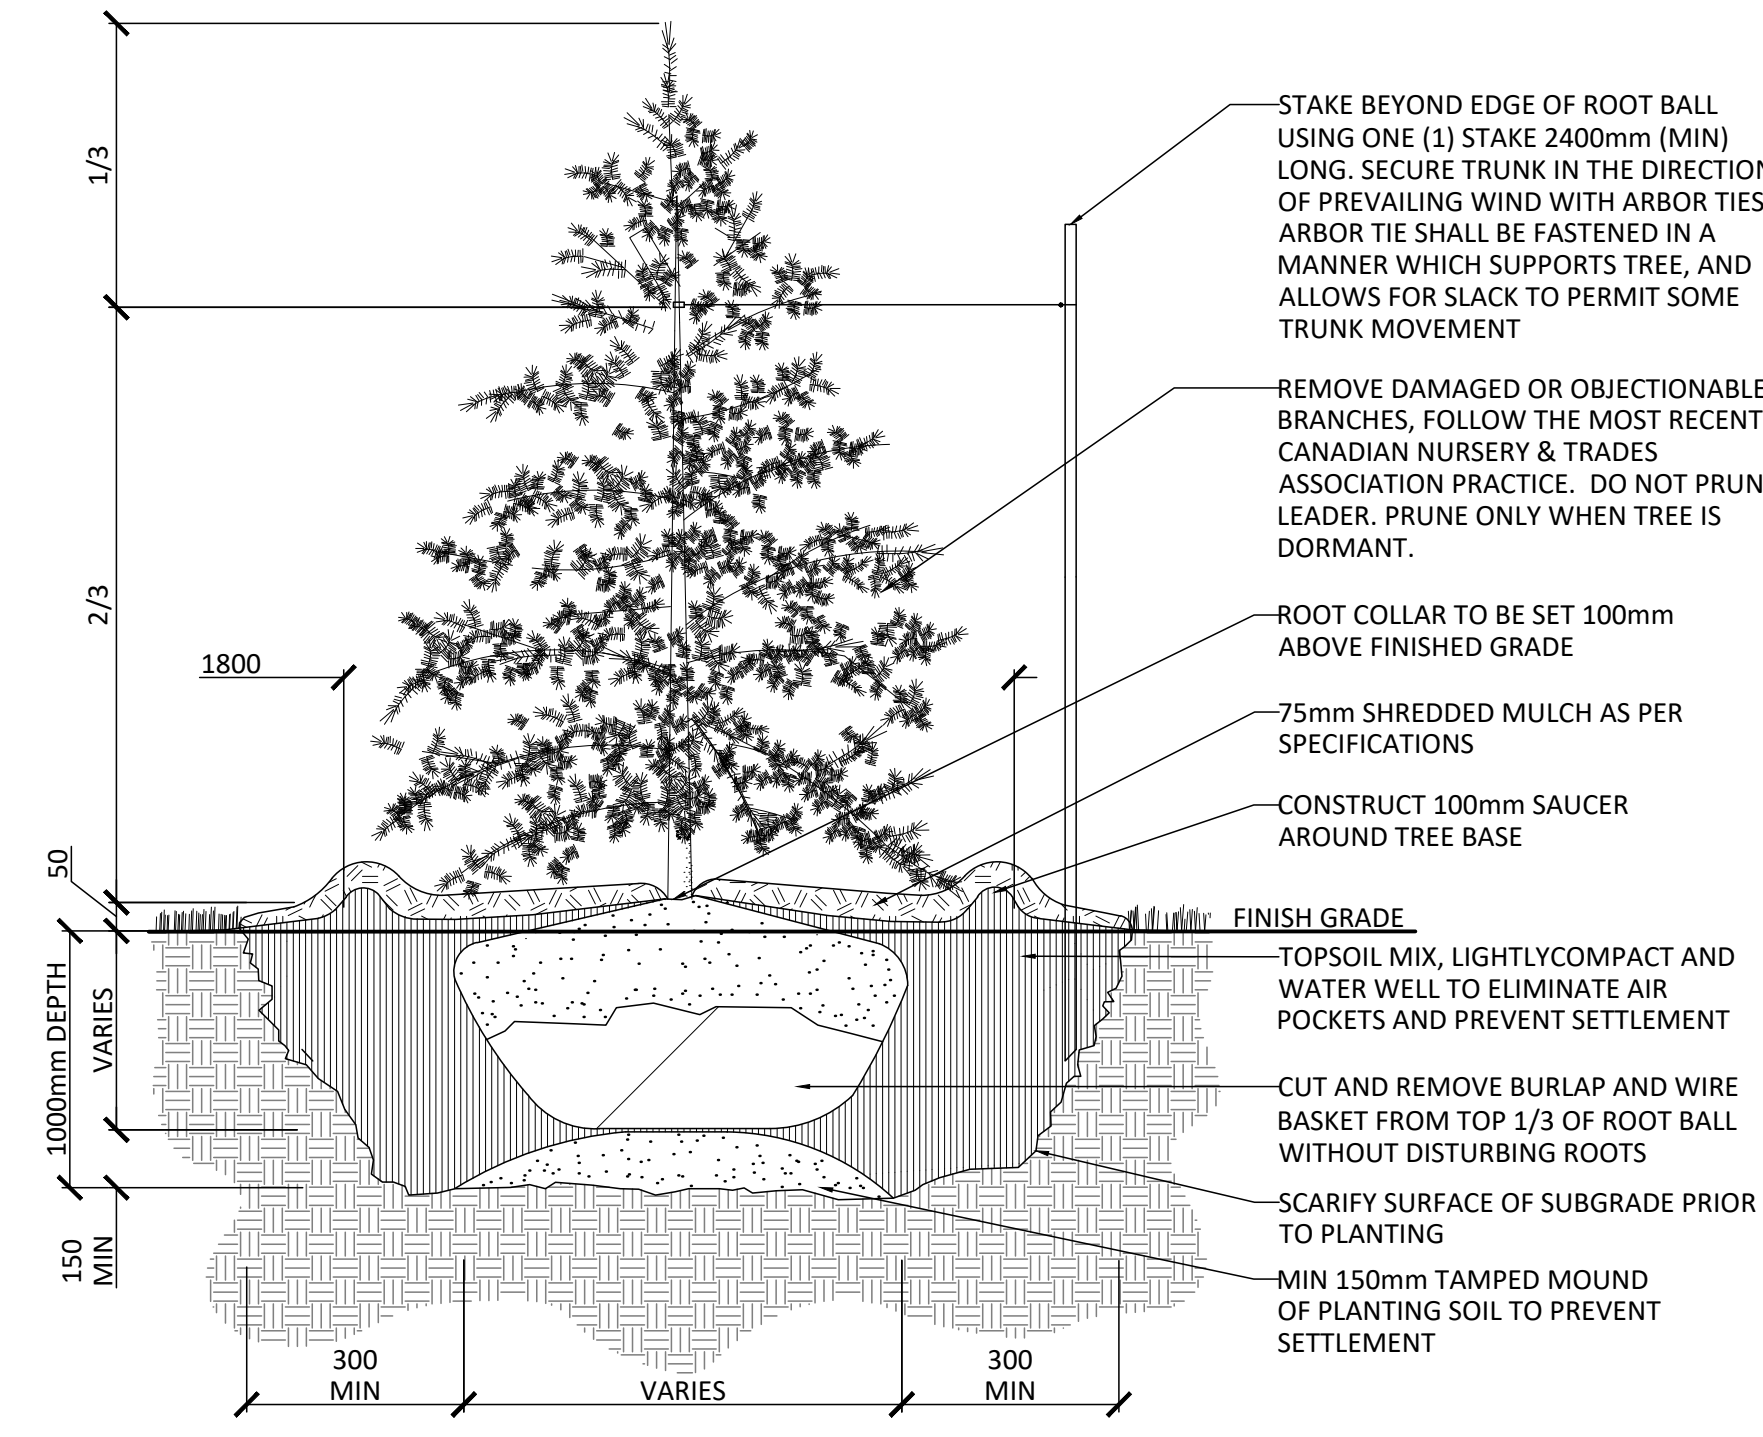 STAKE BEYOND EDGE OF ROOT BALL
USING ONE (1) STAKE 2400mm (MIN)
LONG. SECURE TRUNK IN THE DIRECTION
OF PREVAILING WIND WITH ARBOR TIES
ARBOR TIE SHALL BE FASTENED IN A
MANNER WHICH SUPPORTS TREE, AND
ALLOWS FOR SLACK TO PERMIT SOME
TRUNK MOVEMENT
REMOVE DAMAGED OR OBJECTIONABLE
BRANCHES, FOLLOW THE MOST RECENT
CANADIAN NURSERY & TRADES
ASSOCIATION PRACTICE. DO NOT PRUN
LEADER. PRUNE ONLY WHEN TREE IS
DORMANT.
ROOT COLLAR TO BE SET 100mm
ABOVE FINISHED GRADE
75mm SHREDDED MULCH AS PER
SPECIFICATIONS
CONSTRUCT 100mm SAUCER
AROUND TREE BASE
FINISH GRADE
TOPSOIL MIX, LIGHTLYCOMPACT AND
WATER WELL TO ELIMINATE AIR
POCKETS AND PREVENT SETTLEMENT
CUT AND REMOVE BURLAP AND WIRE
BASKET FROM TOP 1/3 OF ROOT BALL
WITHOUT DISTURBING ROOTS
SCARIFY SURFACE OF SUBGRADE PRIOR
TO PLANTING
MIN 150mm TAMPED MOUND
OF PLANTING SOIL TO PREVENT
SETTLEMENT
1/3
2/3
1800
50
1000mm DEPTH
VARIES
150
MIN
300
MIN
VARIES
300
MIN